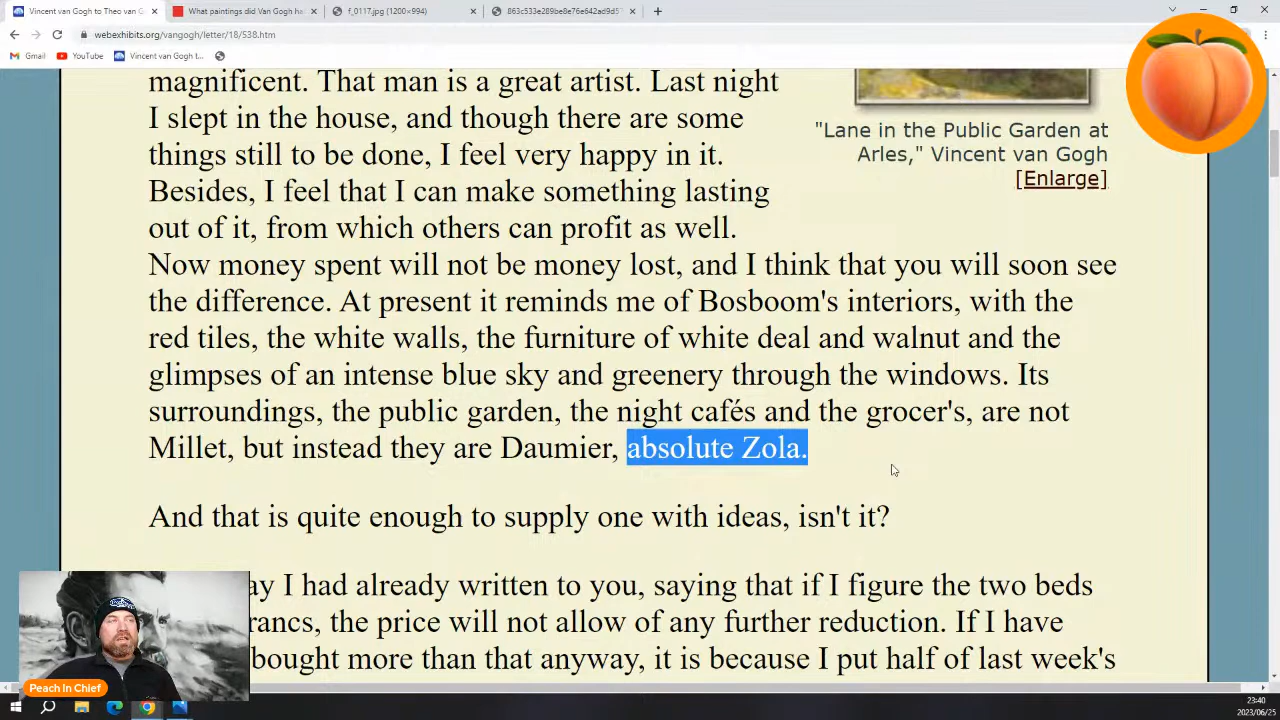 Vincent van Gogh to Theo van G
What paintings did Van Gogh ha
f_0117.jpg (1200×994)
863c533e289be8e76e642ad9d57
webexhibits.org/vangogh/letter/18/538.htm
Gmail
YouTube
Vincent van Gogh t...
magnificent. That man is a great artist. Last night
I slept in the house, and though there are some
things still to be done, I feel very happy in it.
Besides, I feel that I can make something lasting
out of it, from which others can profit as well.
Now money spent will not be money lost, and I think that you will soon see
the difference. At present it reminds me of Bosboom's interiors, with the
red tiles, the white walls, the furniture of white deal and walnut and the
glimpses of an intense blue sky and greenery through the windows. Its
surroundings, the public garden, the night cafés and the grocer's, are not
Millet, but instead they are Daumier, absolute Zola.
"Lane in the Public Garden at
Arles," Vincent van Gogh
[Enlarge]
And that is quite enough to supply one with ideas, isn't it?
ay I had already written to you, saying that if I figure the two beds
rancs, the price will not allow of any further reduction. If I have
bought more than that anyway, it is because I put half of last week's
Peach In Chief
23:40
2023/06/25